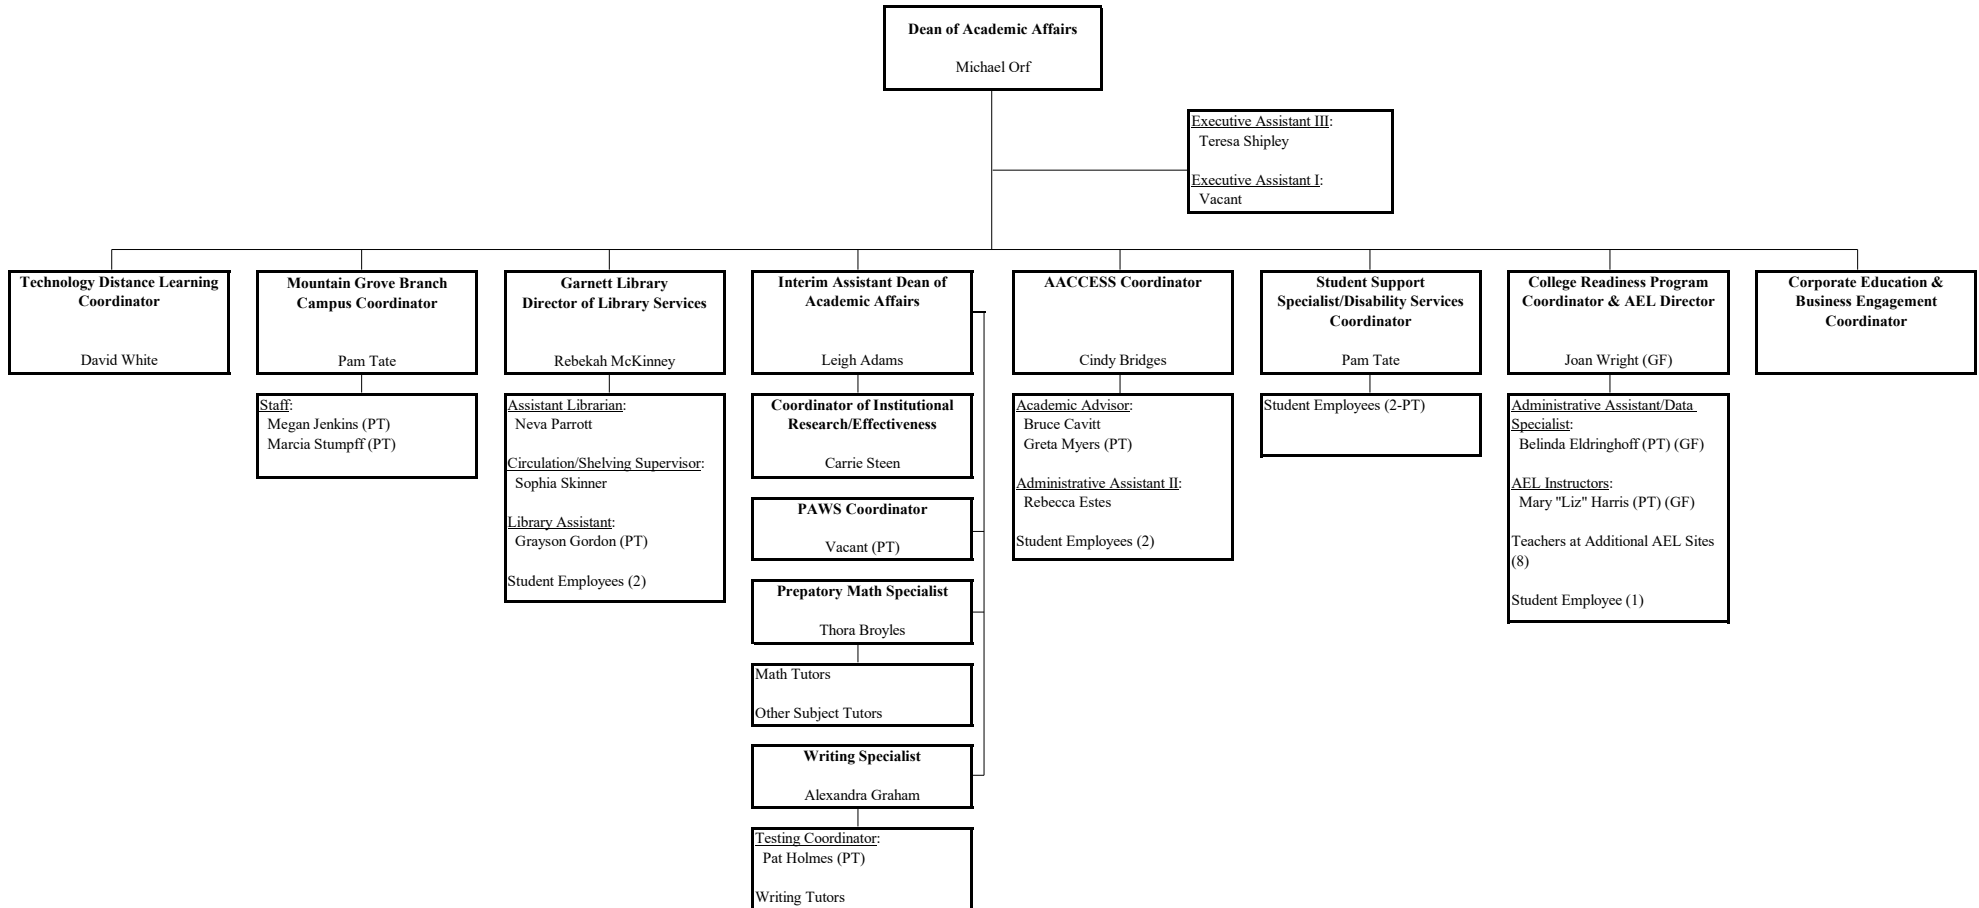 Dean of Academic Affairs
Michael Orf
Executive Assistant III:
Teresa Shipley
Executive Assistant I:
Vacant
Technology Distance Learning
Coordinator
David White
Mountain Grove Branch
Campus Coordinator
Pam Tate
Staff:
Megan Jenkins (PT)
Marcia Stumpff (PT)
Garnett Library
Director of Library Services
Rebekah McKinney
Assistant Librarian:
Neva Parrott
Circulation/Shelving Supervisor:
Sophia Skinner
Library Assistant:
Grayson Gordon (PT)
Student Employees (2)
Interim Assistant Dean of
Academic Affairs
Leigh Adams
Coordinator of Institutional
Research/Effectiveness
Carrie Steen
PAWS Coordinator
Vacant (PT)
Prepatory Math Specialist
Thora Broyles
Math Tutors
Other Subject Tutors
Writing Specialist
Alexandra Graham
Testing Coordinator:
Pat Holmes (PT)
Writing Tutors
AACCESS Coordinator
Cindy Bridges
Academic Advisor:
Bruce Cavitt
Greta Myers (PT)
Administrative Assistant II:
Rebecca Estes
Student Employees (2)
Student Support
Specialist/Disability Services
Coordinator
Pam Tate
Student Employees (2-PT)
College Readiness Program
Coordinator & AEL Director
Joan Wright (GF)
Administrative Assistant/Data
Specialist:
Belinda Eldringhoff (PT) (GF)
AEL Instructors:
Mary "Liz" Harris (PT) (GF)
Teachers at Additional AEL Sites
(8)
Student Employee (1)
Corporate Education &
Business Engagement
Coordinator